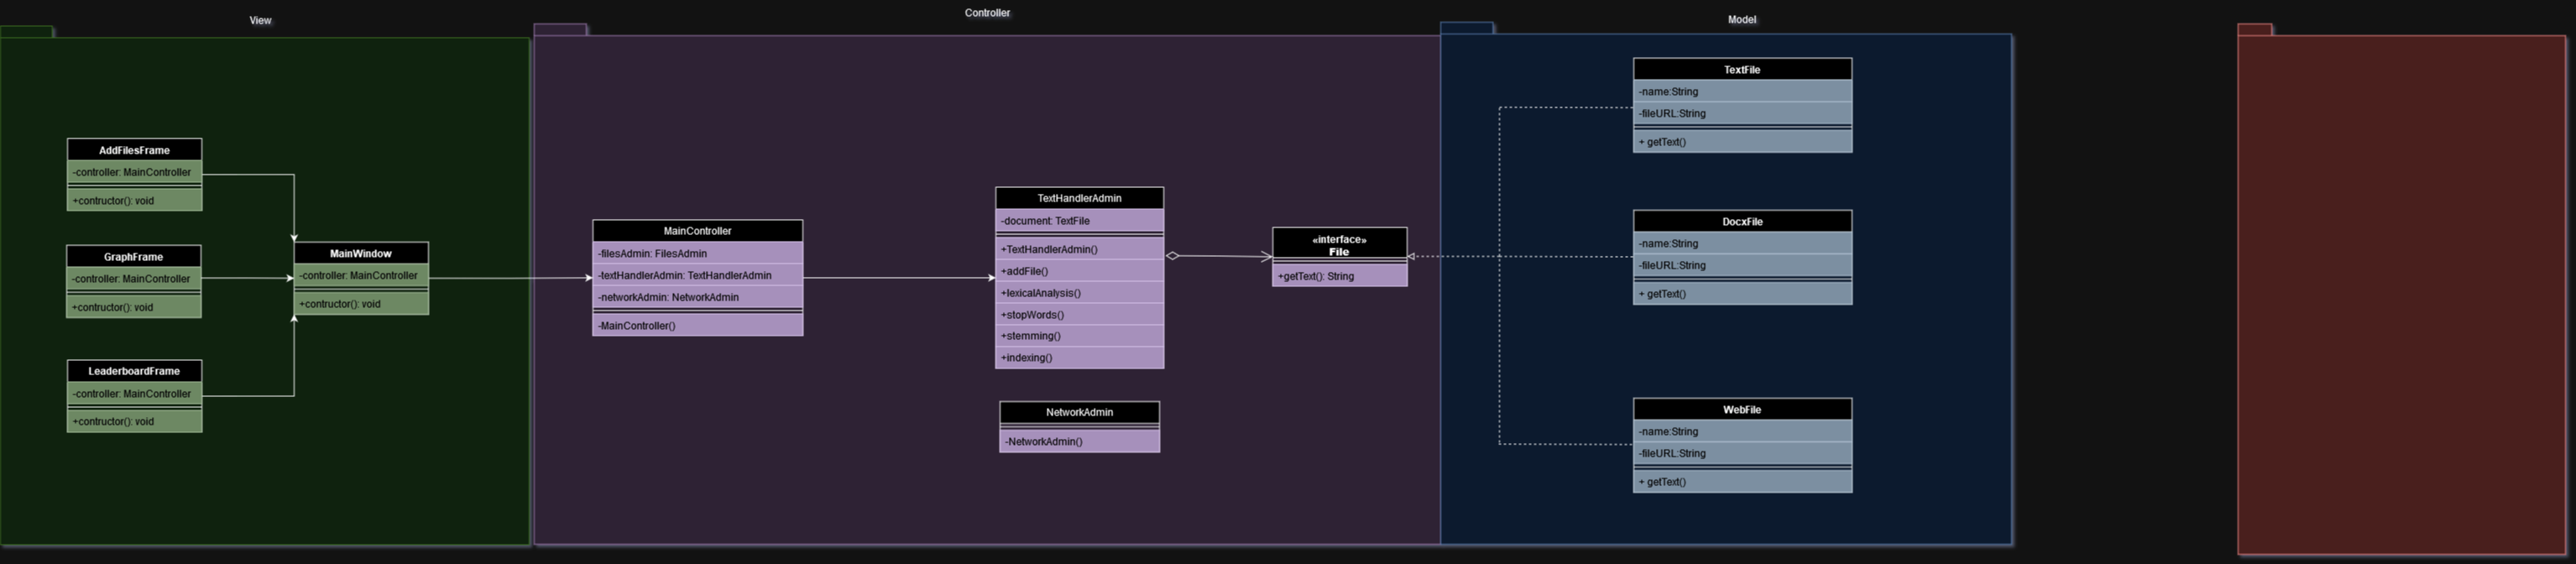 View
Controller
Model
AddFilesFrame
-controller: MainController
+contructor(): void
GraphFrame
-controller: MainController
+contructor(): void
LeaderboardFrame
-controller: MainController
+contructor(): void
MainWindow
-controller: MainController
+contructor(): void
MainController
-filesAdmin: FilesAdmin
-textHandlerAdmin: TextHandlerAdmin
-networkAdmin: NetworkAdmin
-MainController()
TextHandlerAdmin
-document: TextFile
+TextHandlerAdmin()
+addFile()
+lexicalAnalysis()
+stopWords()
+stemming()
+indexing()
NetworkAdmin
-NetworkAdmin()
«interface»
File
+getText(): String
TextFile
-name:String
-fileURL:String
+ getText()
DocxFile
-name:String
-fileURL:String
+ getText()
WebFile
-name:String
-fileURL:String
+ getText()